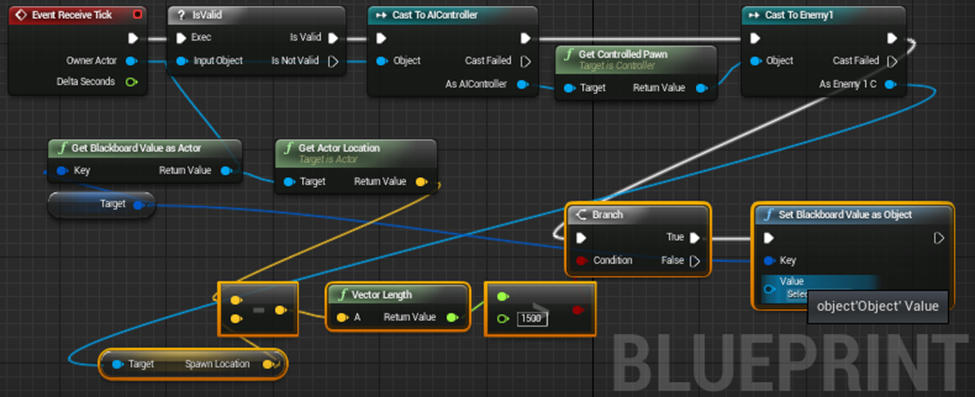 Event Receive Tick
Owner Actor
Delta Seconds
? IsValid
Exec Is Valid
Input Object Is Not Valid
Cast To AIController
Object Cast Failed
As AIController
f Get Controlled Pawn
Target is Controller
Target Return Value
Cast To Enemy1
Object Cast Failed
As Enemy 1 C
f Get Blackboard Value as Actor
Key Return Value
Target
f Get Actor Location
Target is Actor
Target Return Value
Branch
True
Condition False
f Set Blackboard Value as Object
Key
Value
Selec
object'Object' Value
-
f Vector Length
A Return Value
>
1500
Target Spawn Location
BLUEPRINT